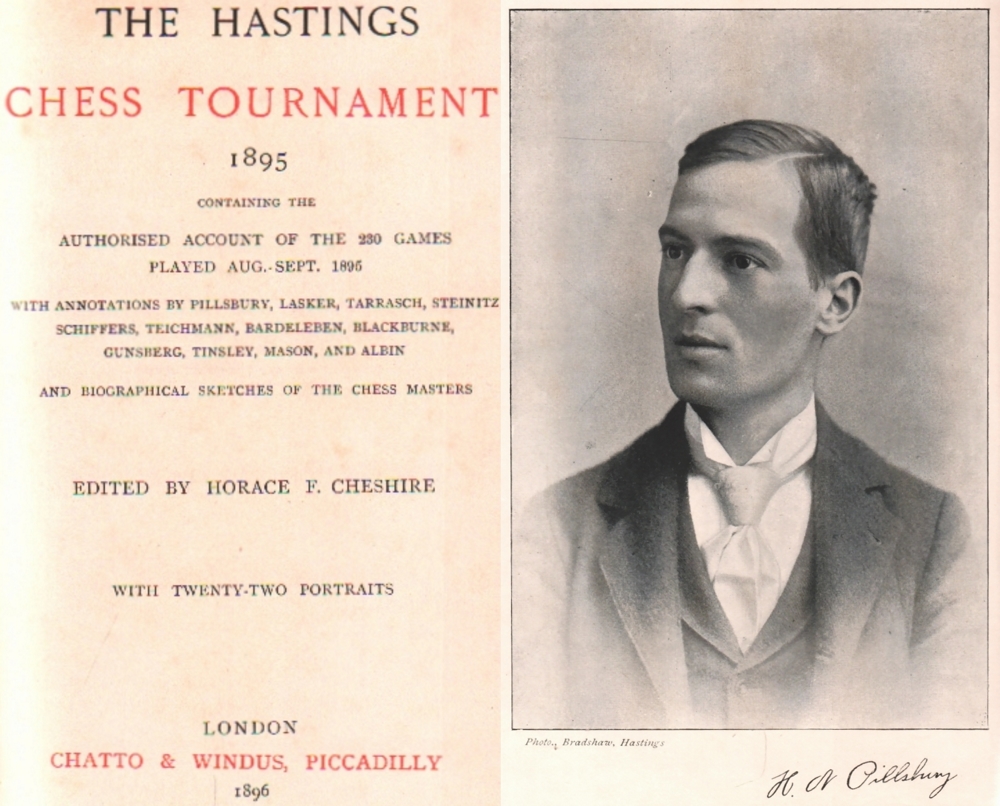 THE HASTINGS
CHESS TOURNAMENT
1895
CONTAINING THE
AUTHORISED ACCOUNT OF THE 230 GAMES
PLAYED AUG.-SEPT. 1895
WITH ANNOTATIONS BY PILLSBURY, LASKER, TARRASCH, STEINITZ
SCHIFFERS, TEICHMANN, BARDELEBEN, BLACKBURNE,
GUNSBERG, TINSLEY, MASON, AND ALBIN
AND BIOGRAPHICAL SKETCHES OF THE CHESS MASTERS
EDITED BY HORACE F. CHESHIRE
WITH TWENTY-TWO PORTRAITS
LONDON
CHATTO & WINDUS, PICCADILLY
1896
Photo., Bradshaw, Hastings
H. N Pillsbury